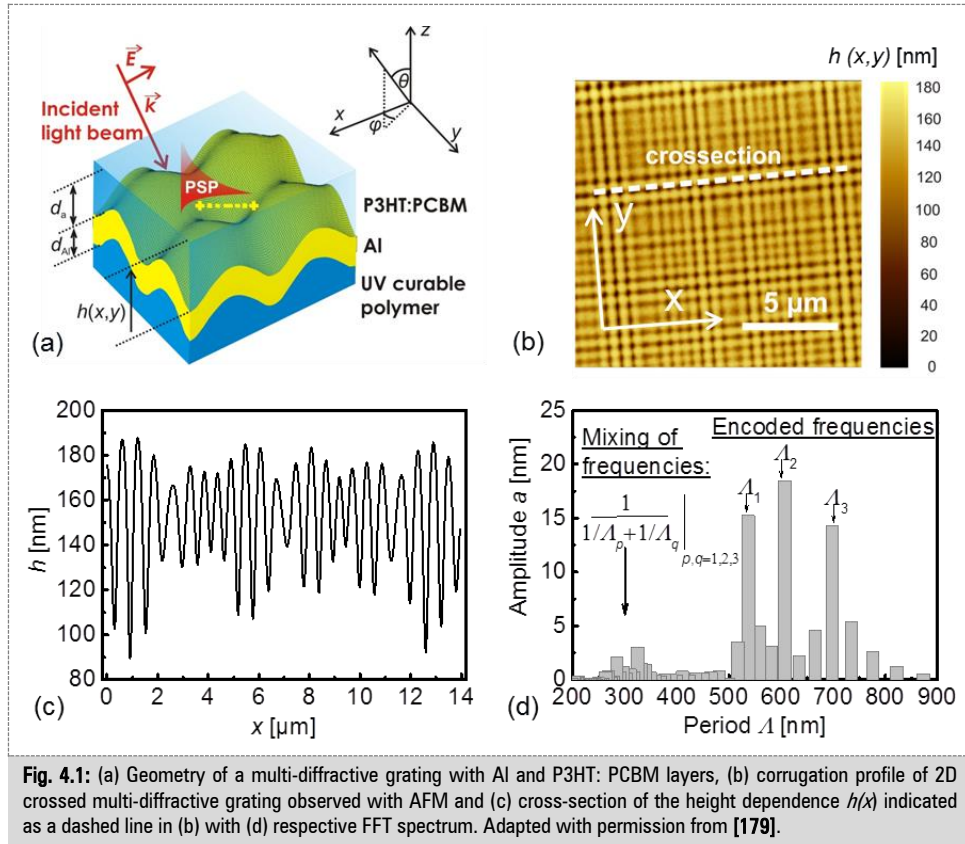 E
k
Incident
light beam
z
θ
x
φ
y
PSP
d_a
d_Al
h(x,y)
P3HT:PCBM
Al
UV curable
polymer
(a)
h (x,y) [nm]
crossection
y
x
5 µm
180
160
140
120
100
80
60
40
20
0
(b)
200
180
160
140
120
100
80
h [nm]
0 2 4 6 8 10 12 14
x [µm]
(c)
25
20
15
10
5
0
Amplitude a [nm]
Mixing of
frequencies:
1
1/Λp+1/Λq | p,q=1,2,3
Encoded frequencies
Λ2
Λ1
Λ3
200 300 400 500 600 700 800 900
Period Λ [nm]
(d)
Fig. 4.1: (a) Geometry of a multi-diffractive grating with Al and P3HT: PCBM layers, (b) corrugation profile of 2D
crossed multi-diffractive grating observed with AFM and (c) cross-section of the height dependence h(x) indicated
as a dashed line in (b) with (d) respective FFT spectrum. Adapted with permission from [179].